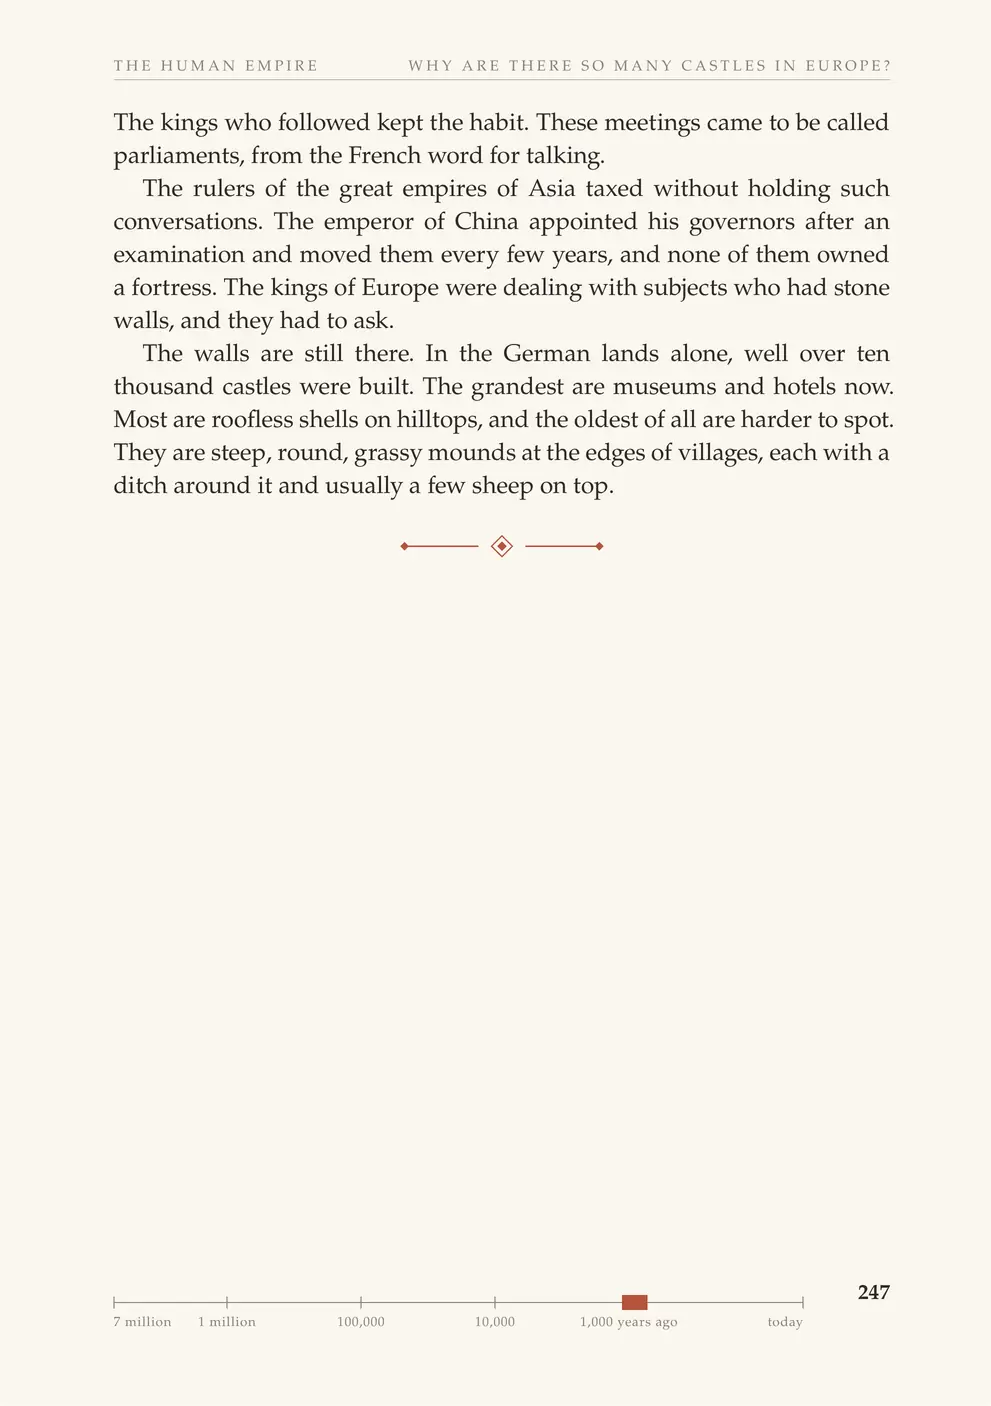 THE HUMAN EMPIRE
WHY ARE THERE SO MANY CASTLES IN EUROPE?
The kings who followed kept the habit. These meetings came to be called
parliaments, from the French word for talking.
The rulers of the great empires of Asia taxed without holding such
conversations. The emperor of China appointed his governors after an
examination and moved them every few years, and none of them owned
a fortress. The kings of Europe were dealing with subjects who had stone
walls, and they had to ask.
The walls are still there. In the German lands alone, well over ten
thousand castles were built. The grandest are museums and hotels now.
Most are roofless shells on hilltops, and the oldest of all are harder to spot.
They are steep, round, grassy mounds at the edges of villages, each with a
ditch around it and usually a few sheep on top.
247
7 million 1 million 100,000 10,000 1,000 years ago today